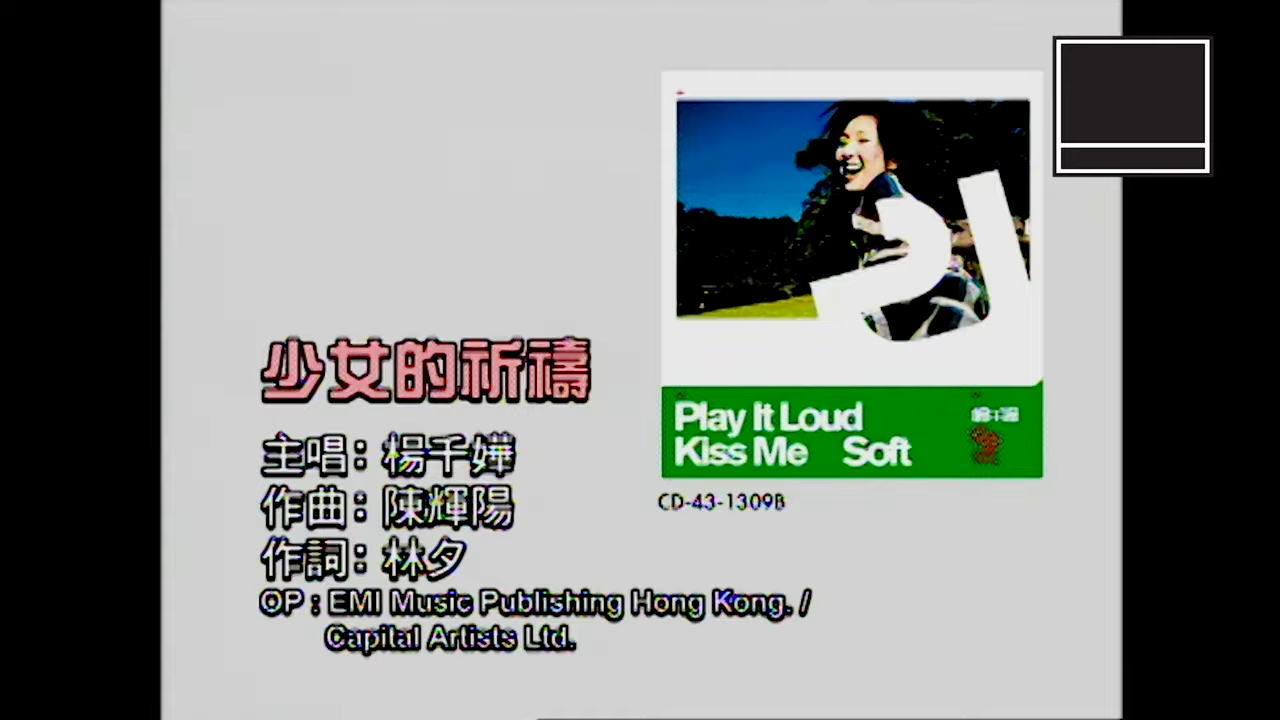 少女的祈禱
主唱：楊千嬅
作曲：陳輝陽
作詞：林夕
OP : EMI Music Publishing Hong Kong. /
Capital Artists Ltd.
Play It Loud
Kiss Me Soft
CD-43-1309B